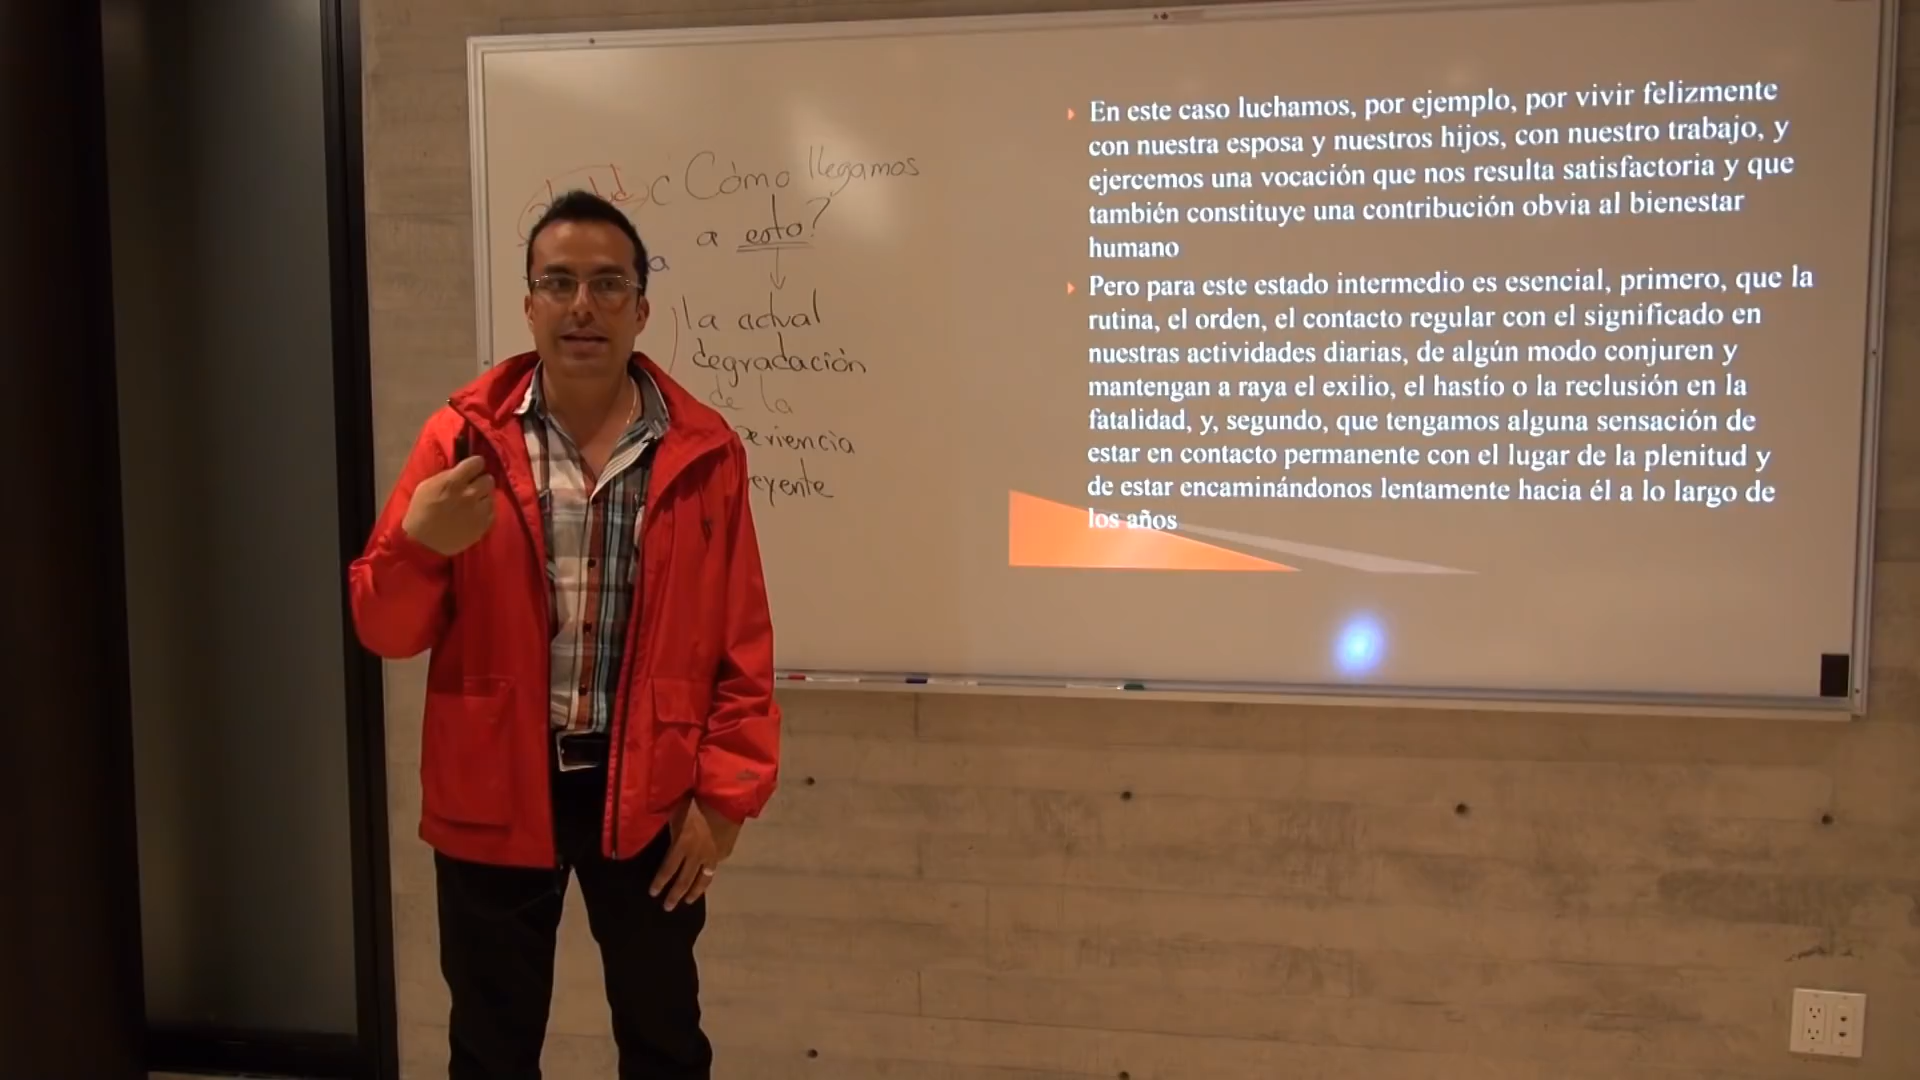 ¿Cómo llegamos
a esto?
la actual
degradación
de la
eriencia
eyente
En este caso luchamos, por ejemplo, por vivir felizmente
con nuestra esposa y nuestros hijos, con nuestro trabajo, y
ejercemos una vocación que nos resulta satisfactoria y que
también constituye una contribución obvia al bienestar
humano
Pero para este estado intermedio es esencial, primero, que la
rutina, el orden, el contacto regular con el significado en
nuestras actividades diarias, de algún modo conjuren y
mantengan a raya el exilio, el hastío o la reclusión en la
fatalidad, y, segundo, que tengamos alguna sensación de
estar en contacto permanente con el lugar de la plenitud y
de estar encaminándonos lentamente hacia él a lo largo de
los años